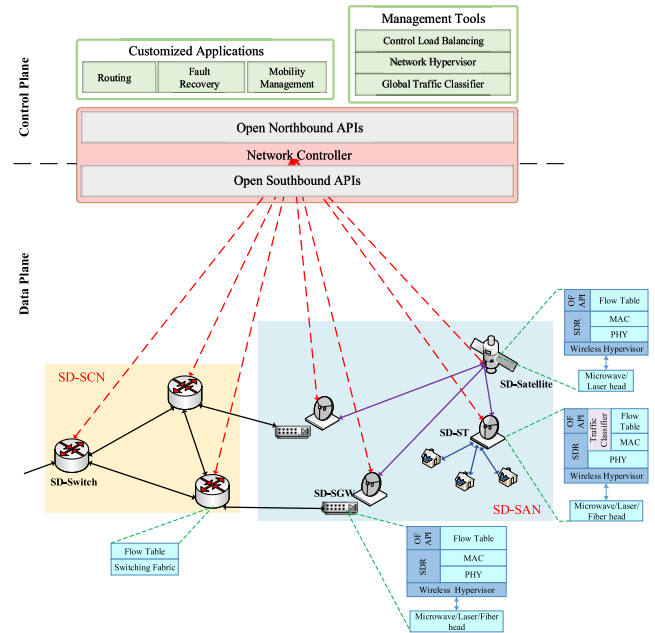 Management Tools
Control Load Balancing
Network Hypervisor
Global Traffic Classifier
Customized Applications
Routing
Fault
Recovery
Mobility
Management
Control Plane
Open Northbound APIs
Network Controller
Open Southbound APIs
Data Plane
SD-SCN
SD-Switch
Flow Table
Switching Fabric
SD-Satellite
SD-ST
SD-SGW
SD-SAN
OF
API
Flow Table
SDR
MAC
PHY
Wireless Hypervisor
Microwave/
Laser head
OF
API
Traffic
Classifier
Flow
Table
SDR
MAC
PHY
Wireless Hypervisor
Microwave/Laser/
Fiber head
OF
API
Flow Table
SDR
MAC
PHY
Wireless Hypervisor
Microwave/Laser/Fiber
head